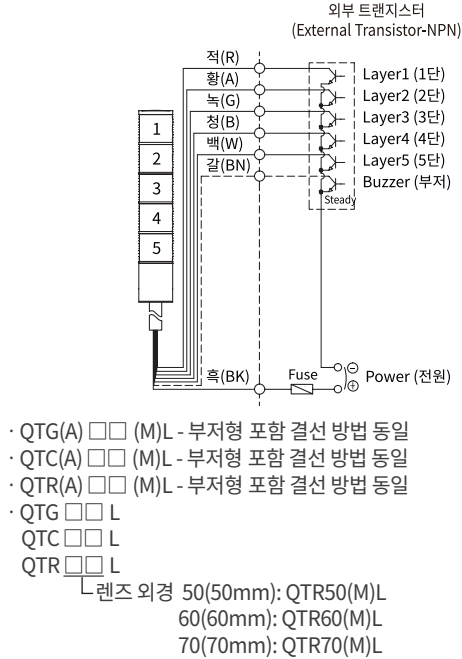 외부 트랜지스터
(External Transistor-NPN)
적(R)
황(A)
녹(G)
청(B)
백(W)
갈(BN)
Layer1 (1단)
Layer2 (2단)
Layer3 (3단)
Layer4 (4단)
Layer5 (5단)
Buzzer (부저)
Steady
1
2
3
4
5
흑(BK)
Fuse
⊖
⊕
Power (전원)
· QTG(A) □□ (M)L - 부저형 포함 결선 방법 동일
· QTC(A) □□ (M)L - 부저형 포함 결선 방법 동일
· QTR(A) □□ (M)L - 부저형 포함 결선 방법 동일
· QTG □□ L
QTC □□ L
QTR □□ L
렌즈 외경 50(50mm): QTR50(M)L
60(60mm): QTR60(M)L
70(70mm): QTR70(M)L